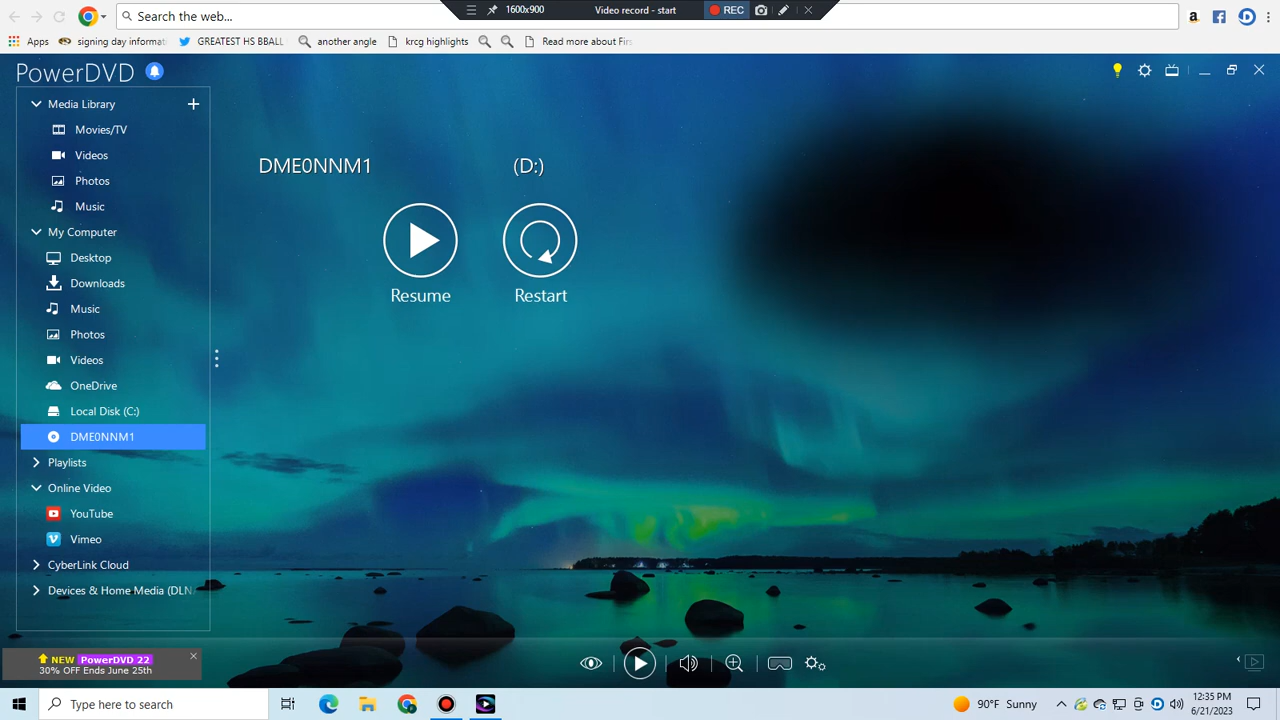 1600x900
Video record - start
REC
Search the web...
Apps
signing day informati
GREATEST HS BBALL
another angle
krcg highlights
Read more about Firs
PowerDVD
Media Library
Movies/TV
Videos
Photos
Music
My Computer
Desktop
Downloads
Music
Photos
Videos
OneDrive
Local Disk (C:)
DME0NNM1
Playlists
Online Video
YouTube
Vimeo
CyberLink Cloud
Devices & Home Media (DLNA
DME0NNM1 (D:)
Resume
Restart
NEW PowerDVD 22
30% OFF Ends June 25th
Type here to search
90°F Sunny
12:35 PM
6/21/2023